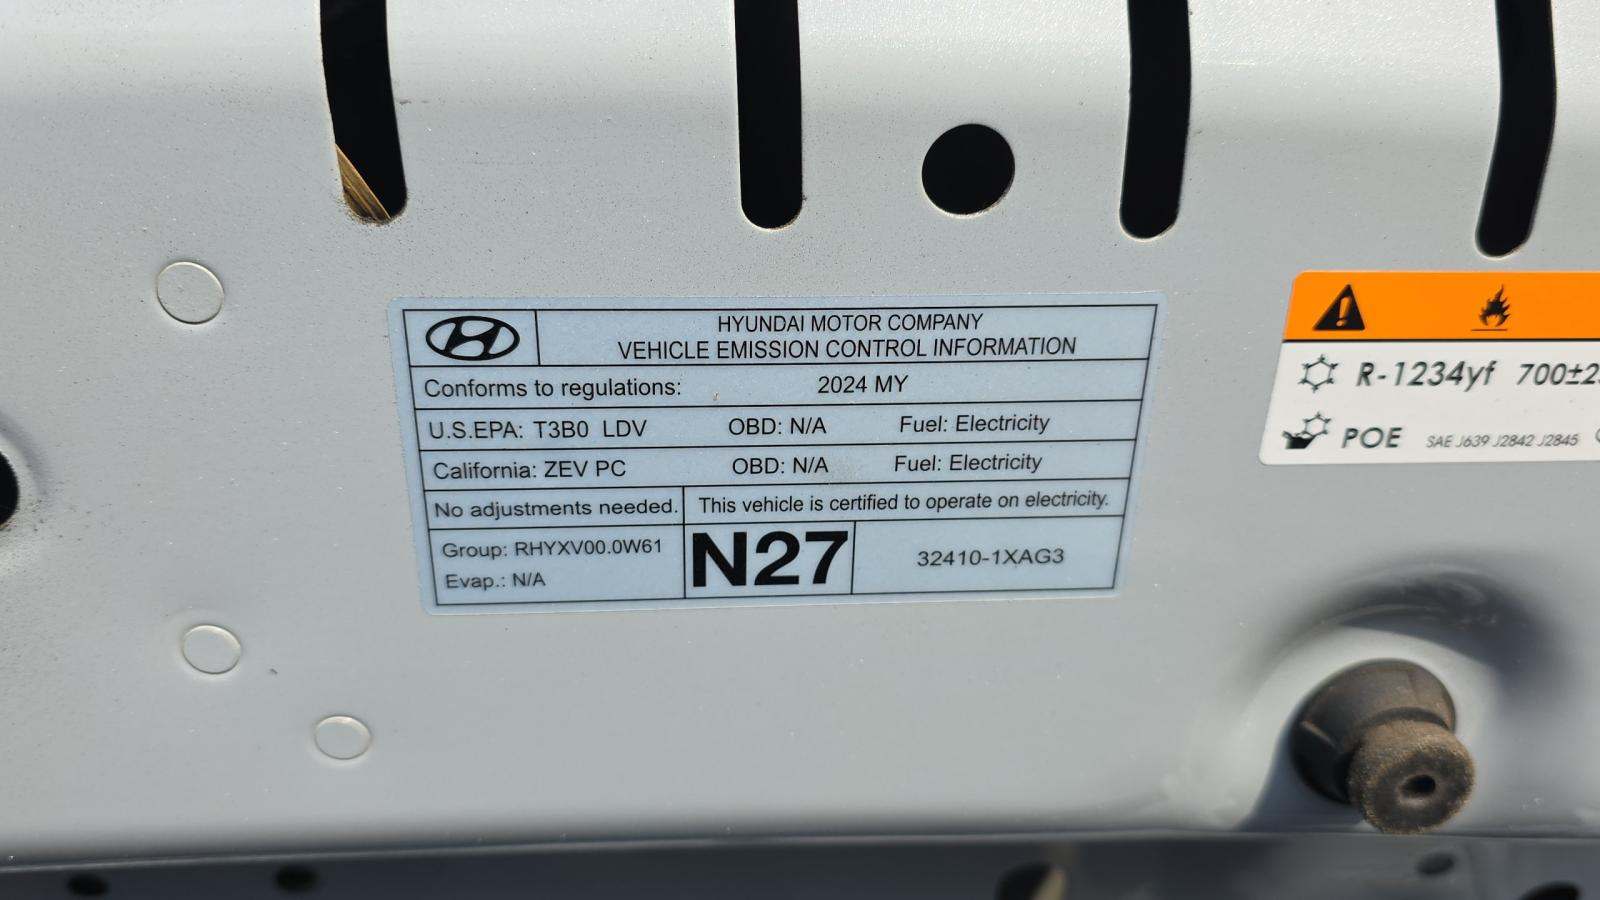 HYUNDAI MOTOR COMPANY
VEHICLE EMISSION CONTROL INFORMATION
Conforms to regulations: 2024 MY
U.S.EPA: T3B0 LDV OBD: N/A Fuel: Electricity
California: ZEV PC OBD: N/A Fuel: Electricity
No adjustments needed. This vehicle is certified to operate on electricity.
Group: RHYXV00.0W61
Evap.: N/A
N27
32410-1XAG3
R-1234yf 700±2
POE SAE J639 J2842 J2845